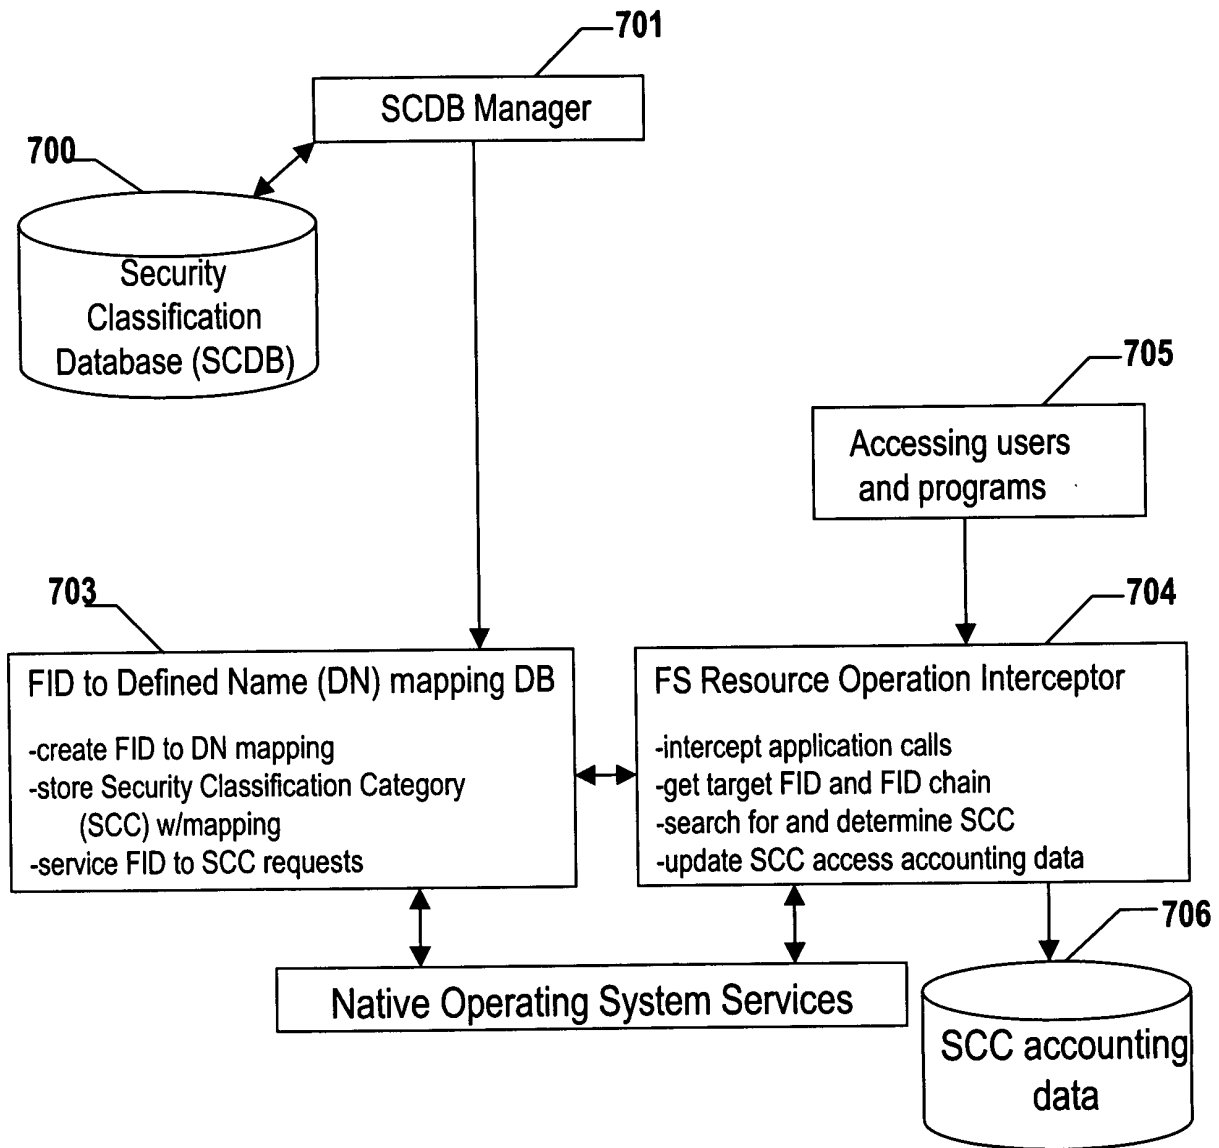 701
SCDB Manager
700
Security
Classification
Database (SCDB)
705
Accessing users
and programs
703
FID to Defined Name (DN) mapping DB
-create FID to DN mapping
-store Security Classification Category
(SCC) w/mapping
-service FID to SCC requests
704
FS Resource Operation Interceptor
-intercept application calls
-get target FID and FID chain
-search for and determine SCC
-update SCC access accounting data
706
Native Operating System Services
SCC accounting
data